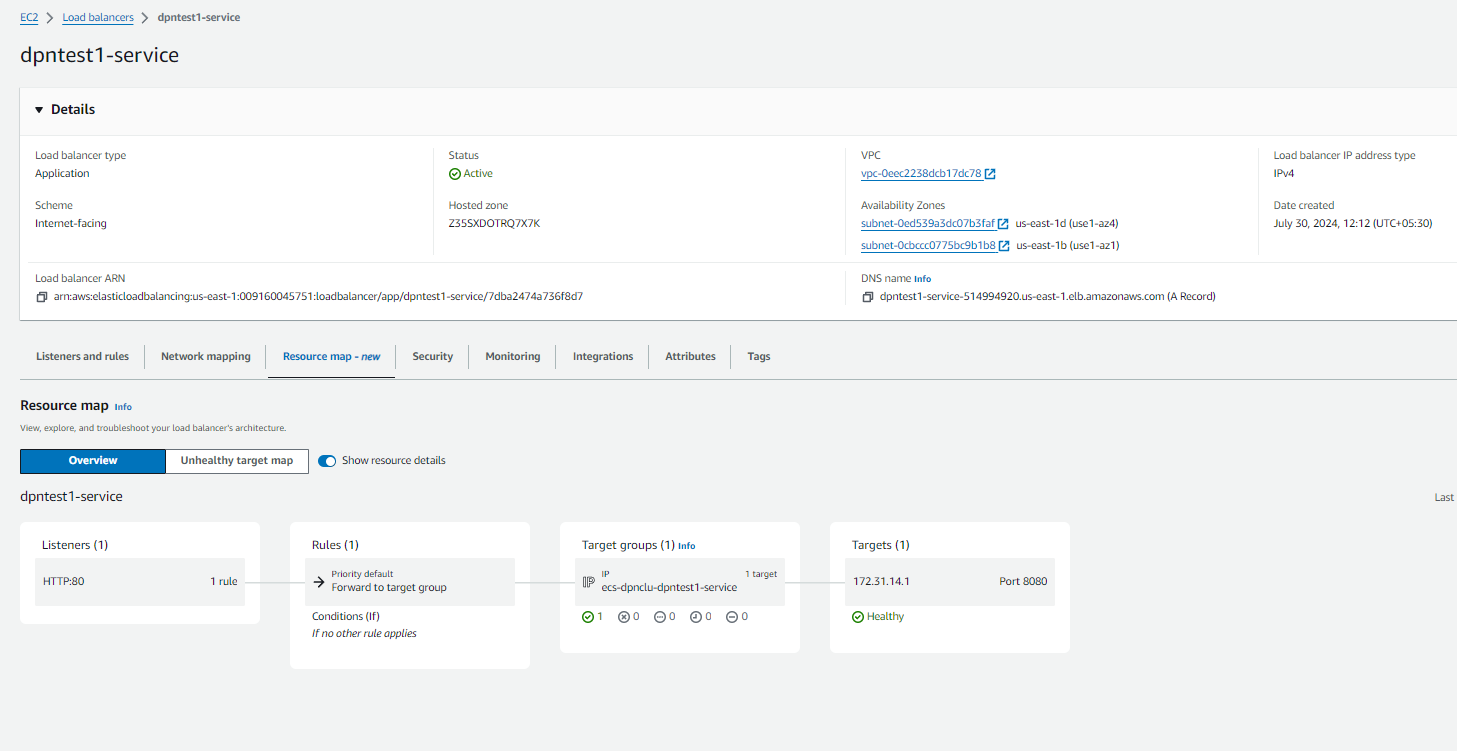 EC2 > Load balancers > dpntest1-service
dpntest1-service
Details
Load balancer type
Application
Status
Active
VPC
vpc-0eec2238dcb17dc78
Load balancer IP address type
IPv4
Scheme
Internet-facing
Hosted zone
Z35SXDOTRQ7X7K
Availability Zones
subnet-0ed539a3dc07b3faf us-east-1d (use1-az4)
subnet-0cbccc0775bc9b1b8 us-east-1b (use1-az1)
Date created
July 30, 2024, 12:12 (UTC+05:30)
Load balancer ARN
arn:aws:elasticloadbalancing:us-east-1:009160045751:loadbalancer/app/dpntest1-service/7dba2474a736f8d7
DNS name Info
dpntest1-service-514994920.us-east-1.elb.amazonaws.com (A Record)
Listeners and rules
Network mapping
Resource map - new
Security
Monitoring
Integrations
Attributes
Tags
Resource map Info
View, explore, and troubleshoot your load balancer's architecture.
Overview
Unhealthy target map
Show resource details
dpntest1-service
Last
Listeners (1)
HTTP:80 1 rule
Rules (1)
Priority default
Forward to target group
Conditions (If)
If no other rule applies
Target groups (1) Info
IP 1 target
ecs-dpnclu-dpntest1-service
1 0 0 0 0
Targets (1)
172.31.14.1 Port 8080
Healthy